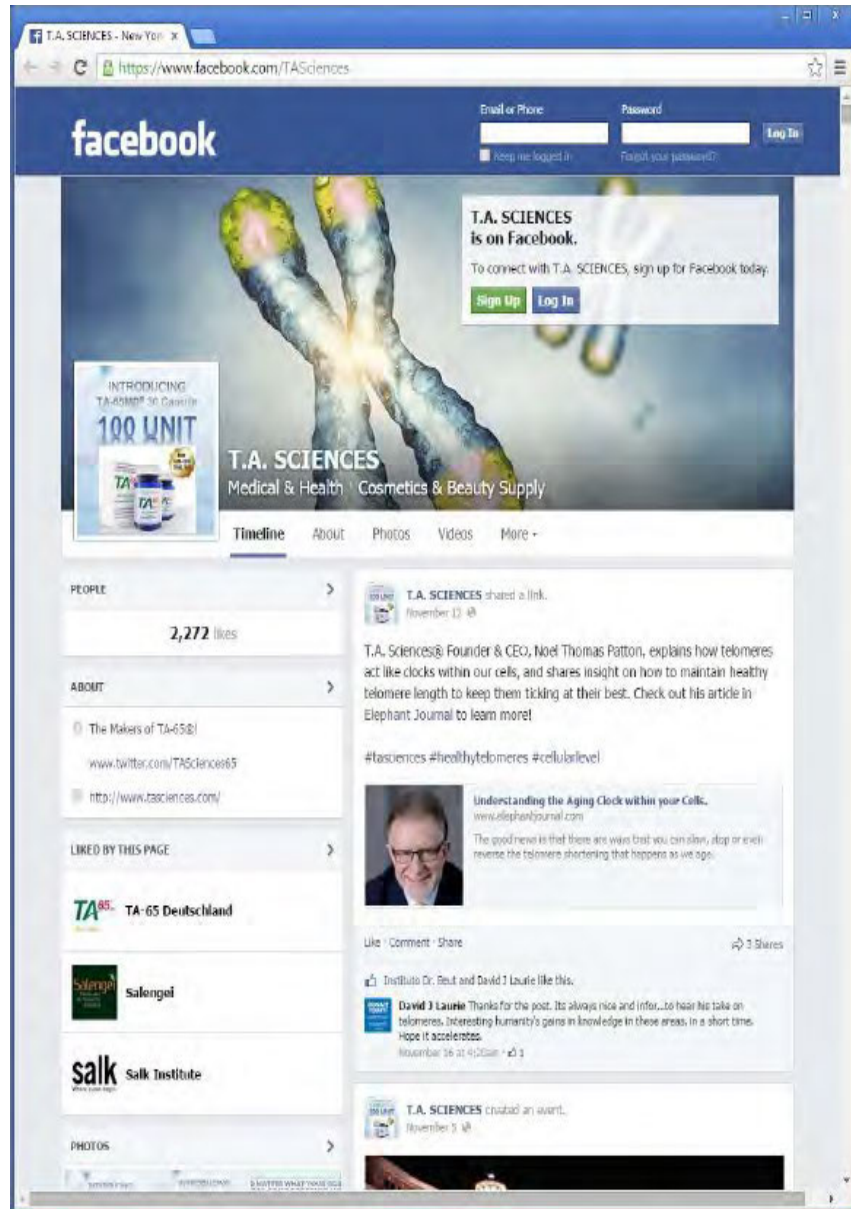 T.A. SCIENCES - New Yor
https://www.facebook.com/TASciences
facebook
Email or Phone
Password
Log In
Keep me logged in
Forgot your password?
T.A. SCIENCES
is on Facebook.
To connect with T.A. SCIENCES, sign up for Facebook today.
Sign Up
Log In
INTRODUCING
TA-65MD® 30 Capsule
100 UNIT
T.A. SCIENCES
Medical & Health · Cosmetics & Beauty Supply
Timeline
About
Photos
Videos
More
PEOPLE
2,272 likes
ABOUT
The Makers of TA-65®!
www.twitter.com/TASciences65
http://www.tasciences.com/
LIKED BY THIS PAGE
TA-65 Deutschland
Salengei
Salengei
salk
Salk Institute
PHOTOS
T.A. SCIENCES shared a link.
November 12
T.A. Sciences® Founder & CEO, Noel Thomas Patton, explains how telomeres
act like clocks within our cells, and shares insight on how to maintain healthy
telomere length to keep them ticking at their best. Check out his article in
Elephant Journal to learn more!
#tasciences #healthytelomeres #cellularlevel
Understanding the Aging Clock within your Cells.
www.elephantjournal.com
The good news is that there are ways that you can slow, stop or even
reverse the telomere shortening that happens as we age.
Like · Comment · Share
3 Shares
Instituto Dr. Beut and David J Laurie like this.
David J Laurie Thanks for the post. Its always nice and infor...to hear his take on
telomeres. Interesting humanity's gains in knowledge in these areas, in a short time.
Hope it accelerates.
November 16 at 4:20am · 1
T.A. SCIENCES created an event.
November 5